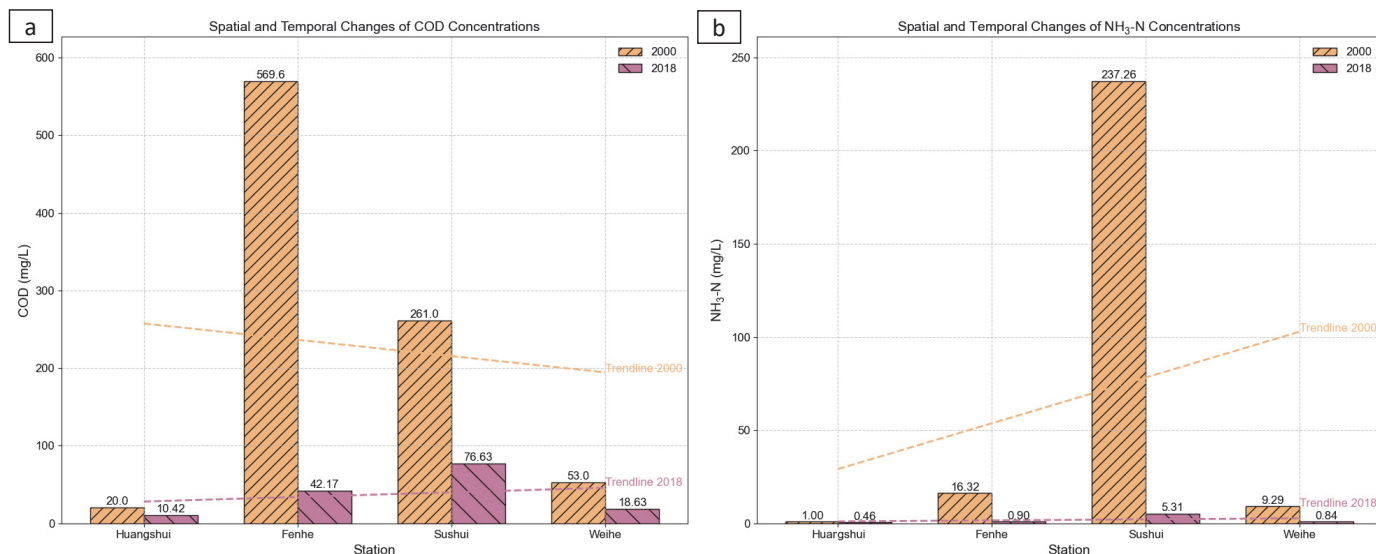 a
Spatial and Temporal Changes of COD Concentrations
2000
2018
600
500
400
300
200
100
0
COD (mg/L)
569.6
261.0
Trendline 2000
76.63
42.17
20.0
10.42
53.0
18.63
Trendline 2018
Huangshui
Fenhe
Sushui
Weihe
Station
b
Spatial and Temporal Changes of NH₃-N Concentrations
2000
2018
250
200
150
100
50
0
NH₃-N (mg/L)
237.26
Trendline 2000
16.32
9.29
Trendline 2018
1.00
0.46
0.90
5.31
0.84
Huangshui
Fenhe
Sushui
Weihe
Station